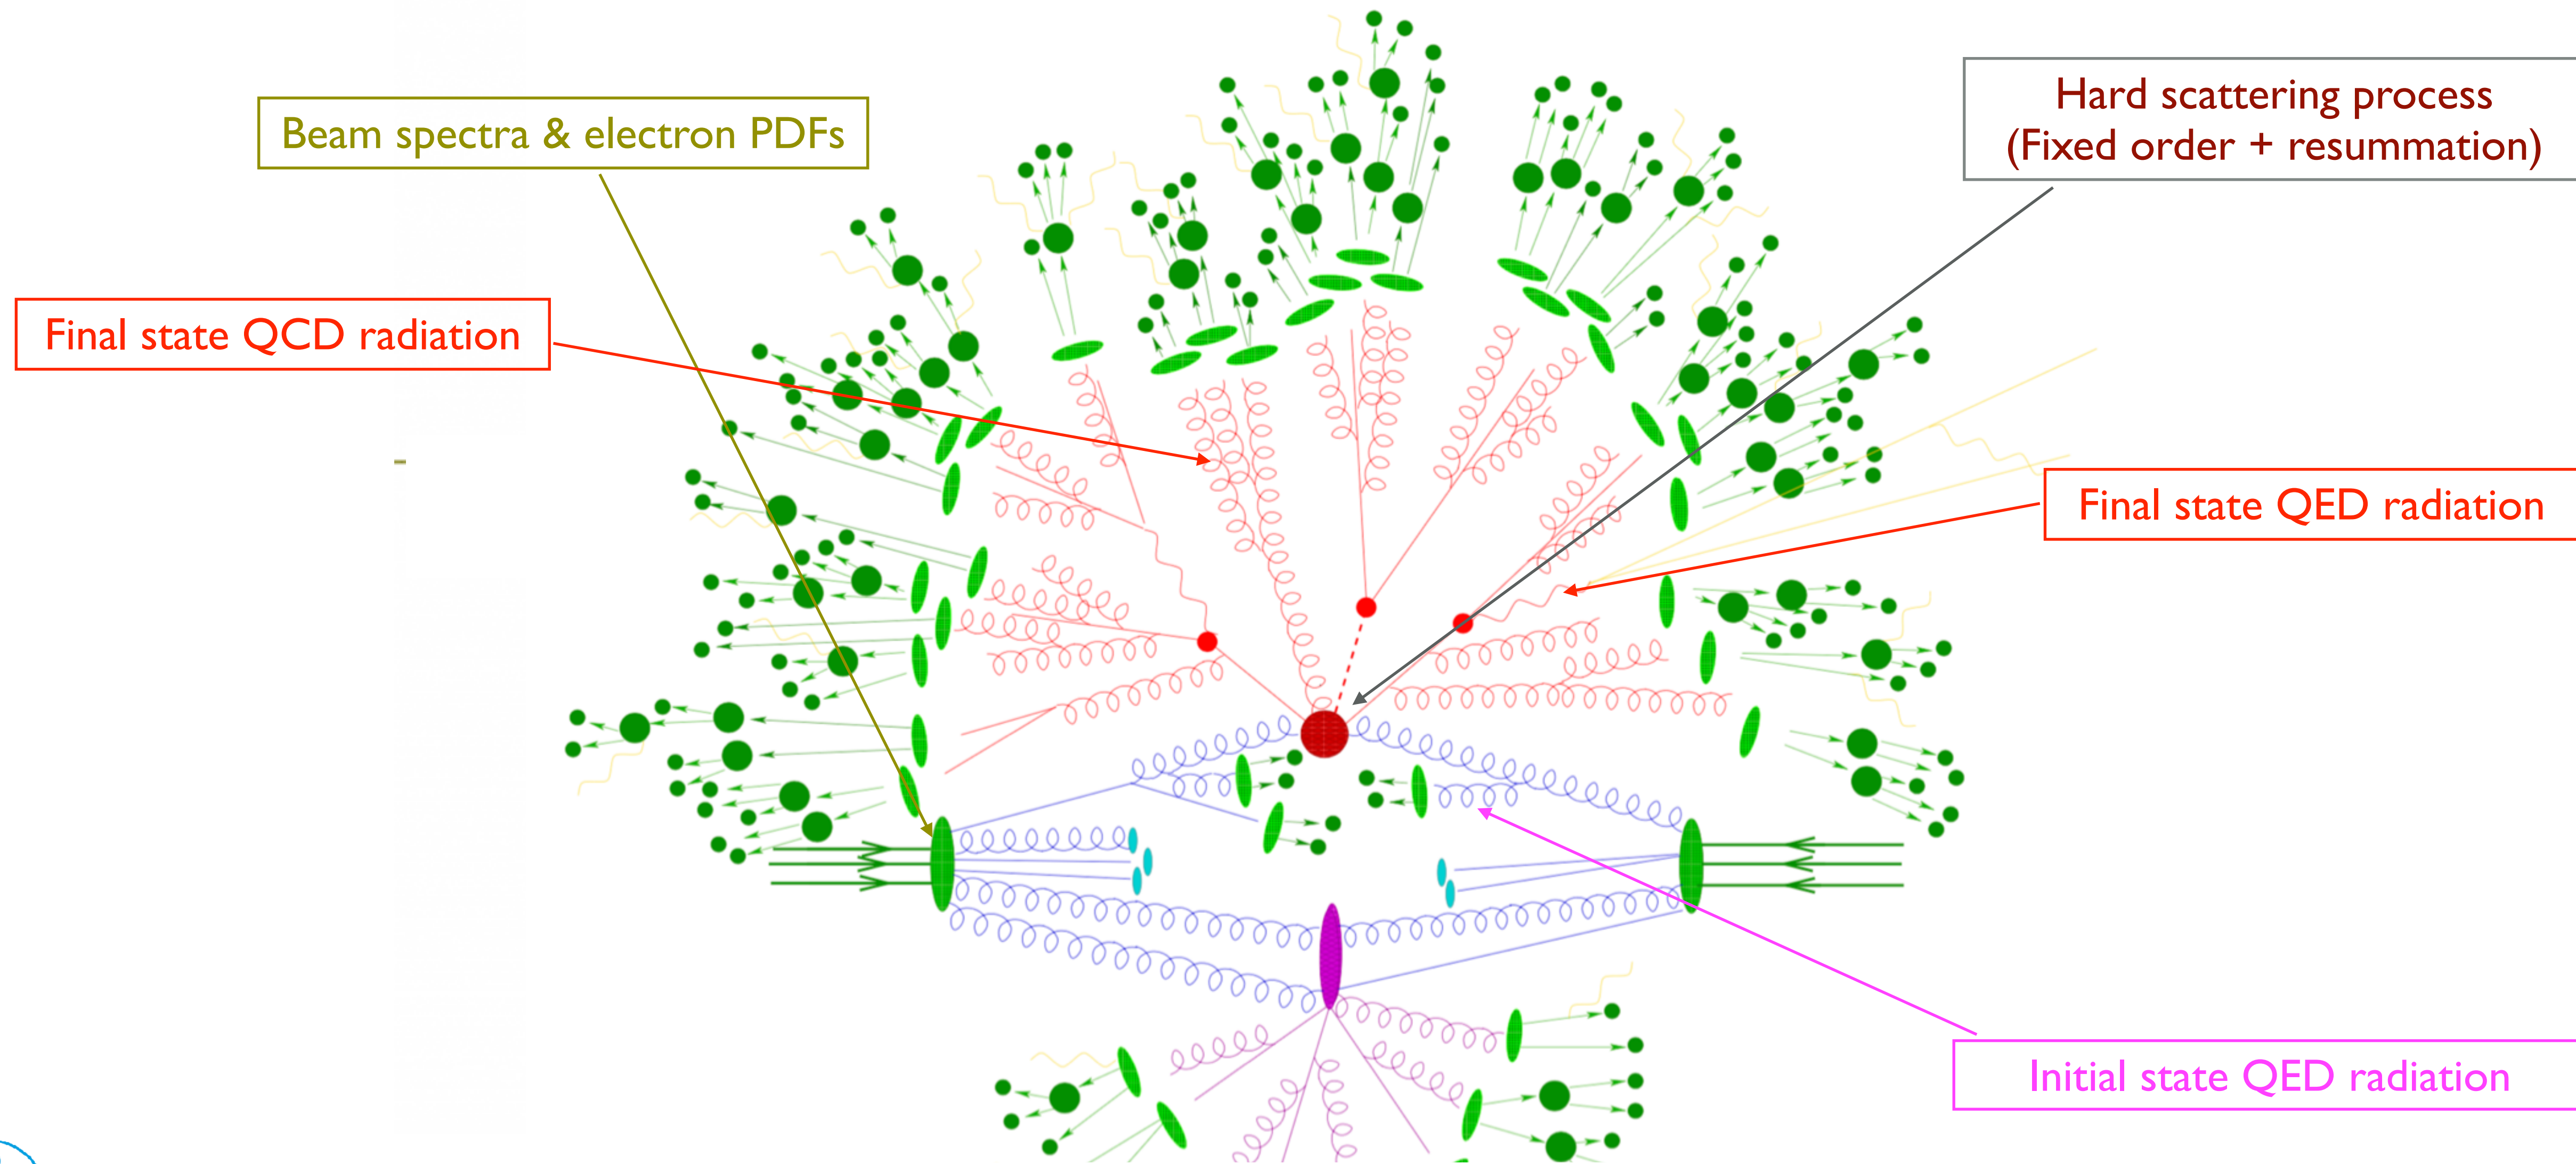 Beam spectra & electron PDFs
Hard scattering process
(Fixed order + resummation)
Final state QCD radiation
Final state QED radiation
Initial state QED radiation